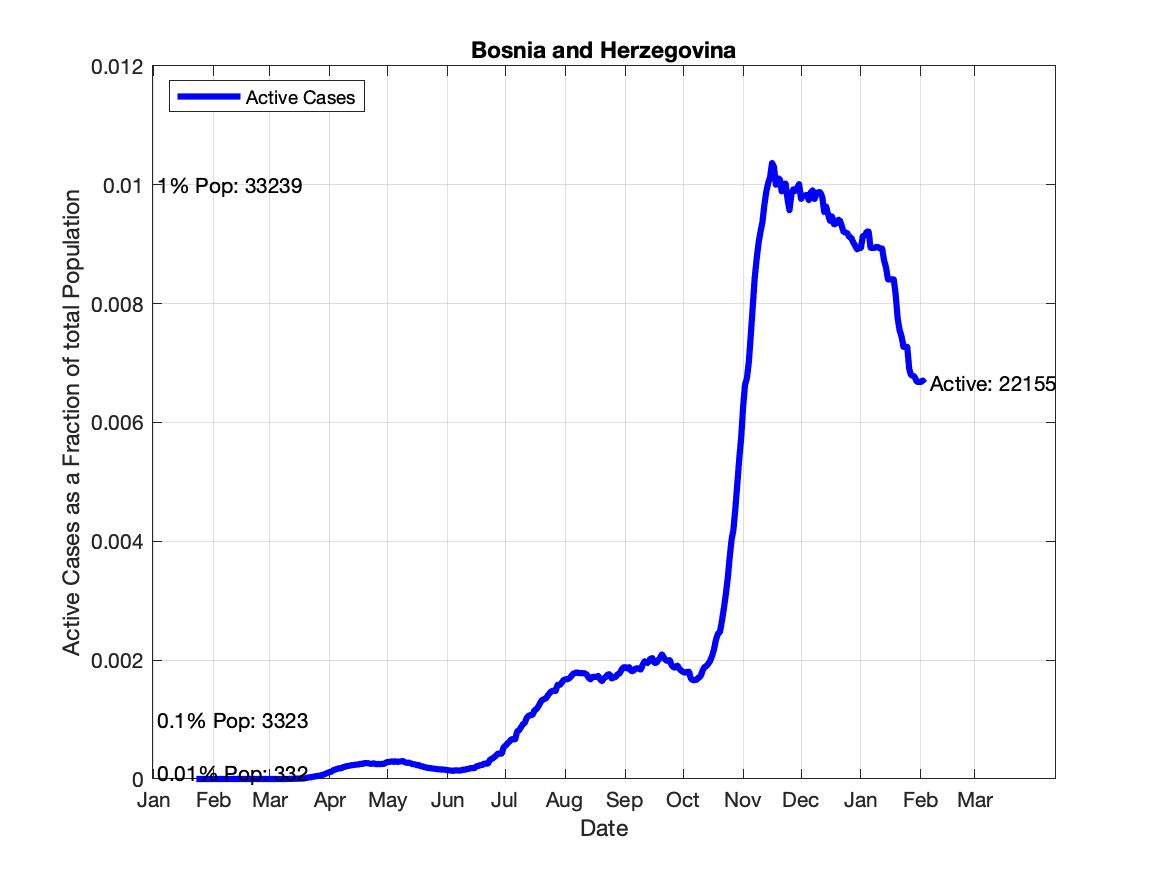 Bosnia and Herzegovina
Active Cases as a Fraction of total Population
0.012
0.01
0.008
0.006
0.004
0.002
0
Active Cases
1% Pop: 33239
0.1% Pop: 3323
0.01% Pop: 332
Active: 22155
Jan Feb Mar Apr May Jun Jul Aug Sep Oct Nov Dec Jan Feb Mar
Date